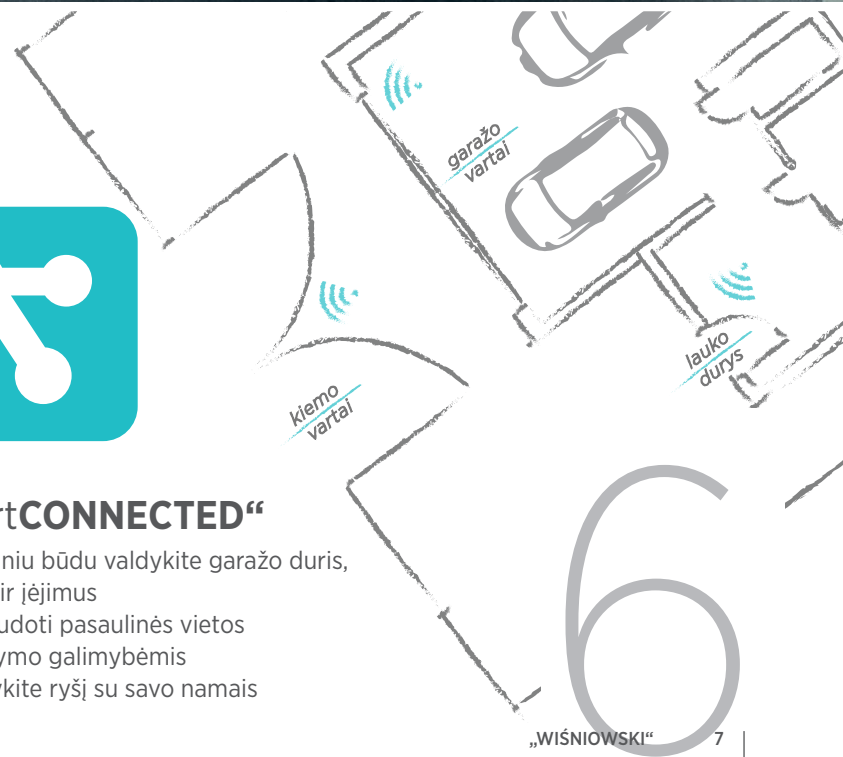 garažo
vartai
kiemo
vartai
lauko
durys
rtCONNECTED“
niu būdu valdykite garažo duris,
ir įėjimus
udoti pasaulinės vietos
ymo galimybėmis
ykite ryšį su savo namais
6
„WIŚNIOWSKI“ 7